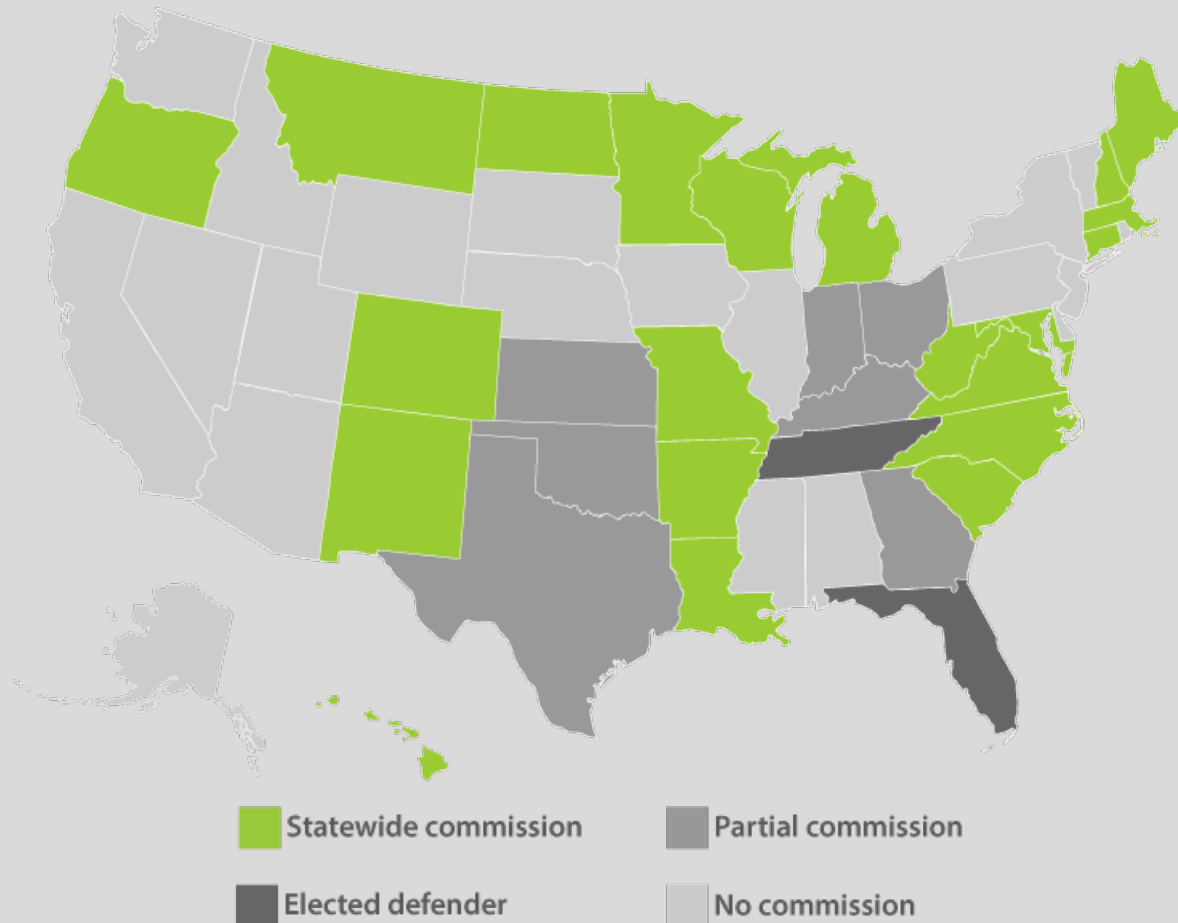 Statewide commission
Partial commission
Elected defender
No commission